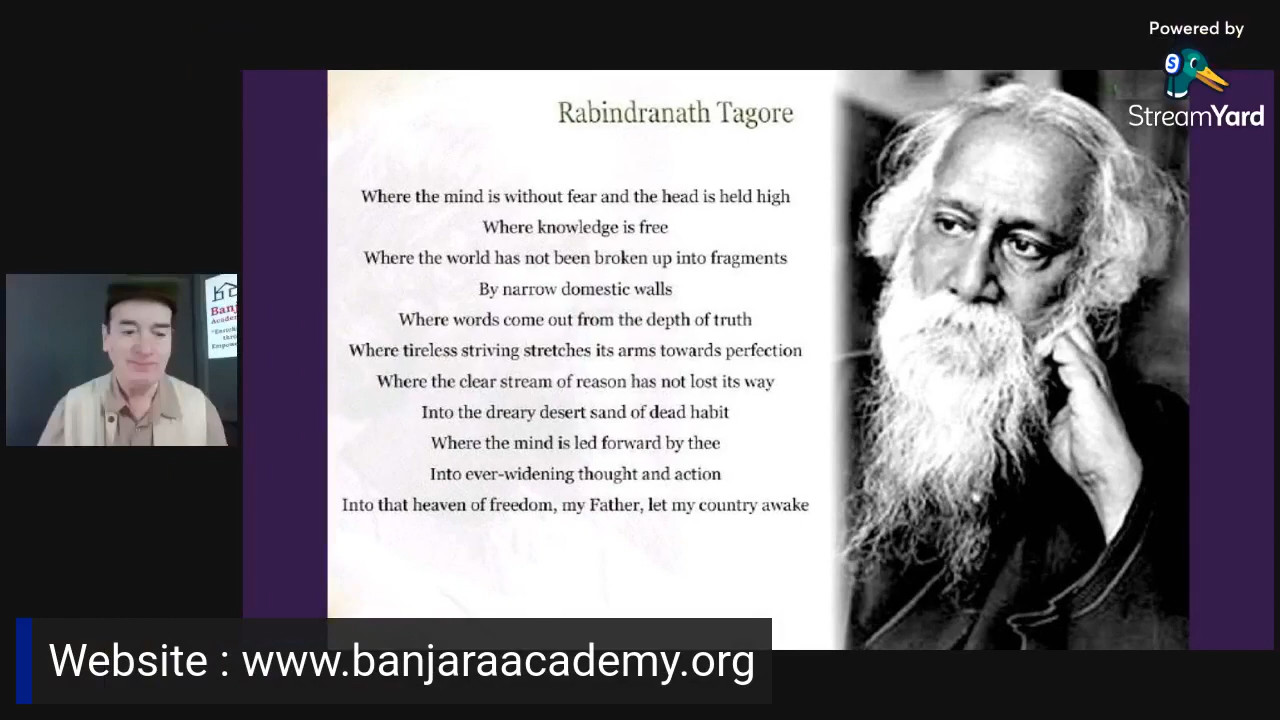 Powered by
S
StreamYard
Rabindranath Tagore
Where the mind is without fear and the head is held high
Where knowledge is free
Where the world has not been broken up into fragments
By narrow domestic walls
Where words come out from the depth of truth
Where tireless striving stretches its arms towards perfection
Where the clear stream of reason has not lost its way
Into the dreary desert sand of dead habit
Where the mind is led forward by thee
Into ever-widening thought and action
Into that heaven of freedom, my Father, let my country awake
Banj
Acade
Website : www.banjaraacademy.org